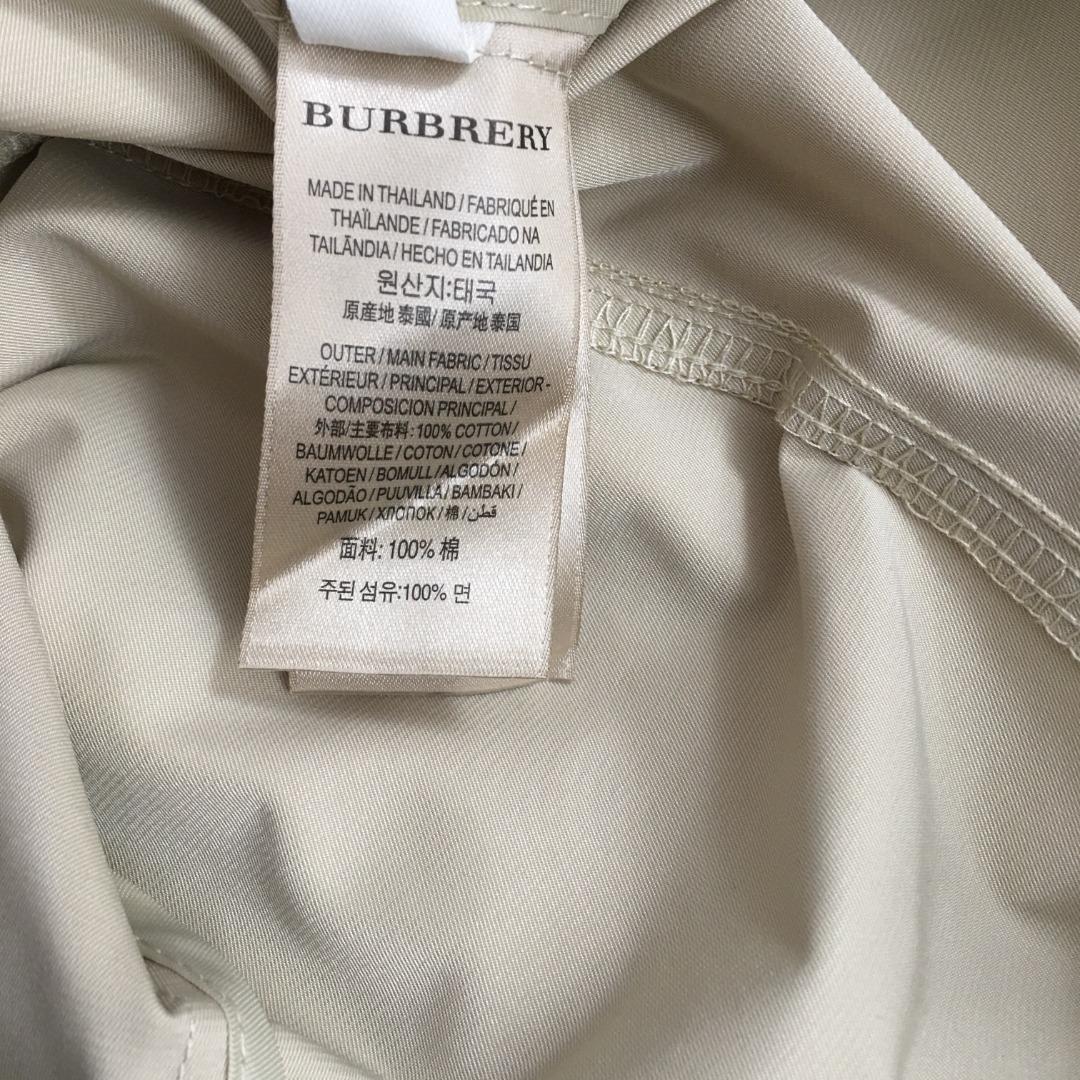 BURBRERY
MADE IN THAILAND / FABRIQUÉ EN
THAÏLANDE / FABRICADO NA
TAILÂNDIA / HECHO EN TAILANDIA
원산지:태국
原産地 泰國/ 原产地 泰国
OUTER / MAIN FABRIC / TISSU
EXTÉRIEUR / PRINCIPAL / EXTERIOR -
COMPOSICION PRINCIPAL /
外部/主要布料: 100% COTTON /
BAUMWOLLE / COTON / COTONE /
KATOEN / BOMULL / ALGODÓN /
ALGODÃO / PUUVILLA / BAMBAKI /
PAMUK / ХЛОПОК / 棉 / قطن
面料: 100% 棉
주된 섬유:100% 면